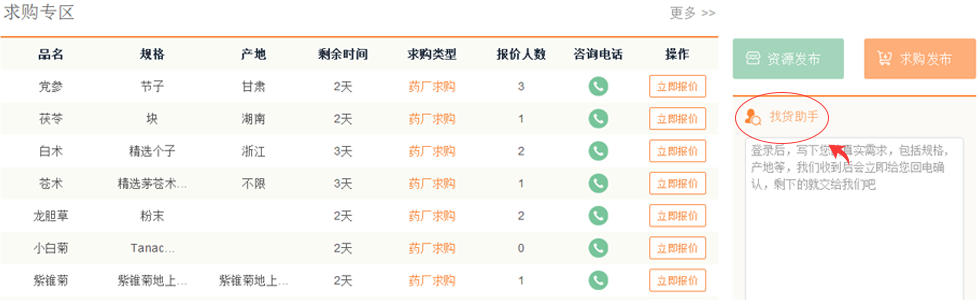 求购专区
更多 >>
品名 规格 产地 剩余时间 求购类型 报价人数 咨询电话 操作
党参 节子 甘肃 2天 药厂求购 3 立即报价
茯苓 块 湖南 2天 药厂求购 1 立即报价
白术 精选个子 浙江 3天 药厂求购 2 立即报价
苍术 精选茅苍术... 不限 3天 药厂求购 1 立即报价
龙胆草 粉末 2天 药厂求购 2 立即报价
小白菊 Tanac... 2天 药厂求购 0 立即报价
紫锥菊 紫锥菊地上... 紫锥菊地上... 2天 药厂求购 1 立即报价
资源发布
求购发布
找货助手
登录后，写下您的真实需求，包括规格，
产地等，我们收到后会立即给您回电确
认，剩下的就交给我们吧